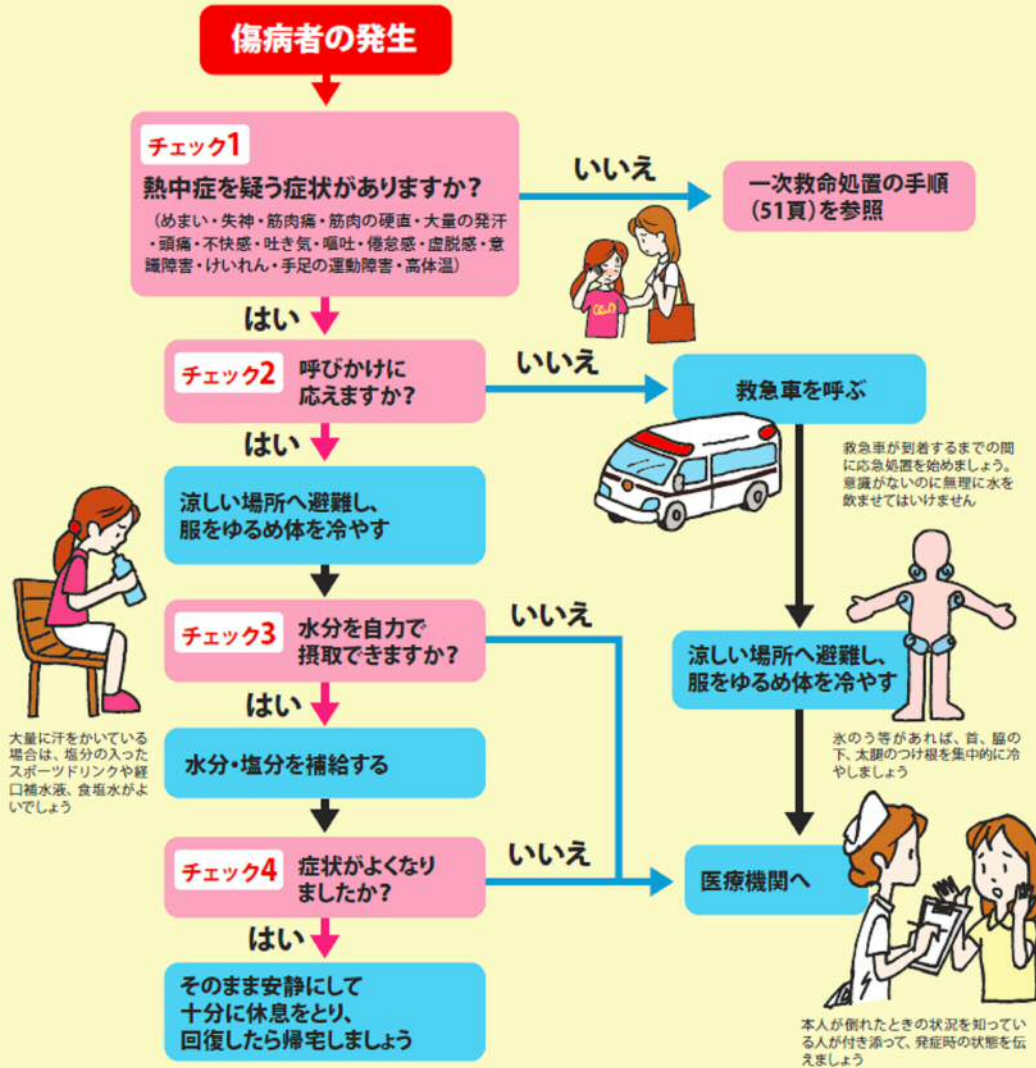 傷病者の発生
チェック1
熱中症を疑う症状がありますか？
（めまい・失神・筋肉痛・筋肉の硬直・大量の発汗
・頭痛・不快感・吐き気・嘔吐・倦怠感・虚脱感・意
識障害・けいれん・手足の運動障害・高体温）
いいえ
一次救命処置の手順
（51頁）を参照
はい
チェック2
呼びかけに
応えますか？
いいえ
救急車を呼ぶ
救急車が到着するまでの間
に応急処置を始めましょう。
意識がないのに無理に水を
飲ませてはいけません
はい
涼しい場所へ避難し、
服をゆるめ体を冷やす
チェック3
水分を自力で
摂取できますか？
いいえ
涼しい場所へ避難し、
服をゆるめ体を冷やす
氷のう等があれば、首、脇の
下、太腿のつけ根を集中的に冷
やしましょう
はい
大量に汗をかいている
場合は、塩分の入った
スポーツドリンクや経
口補水液、食塩水がよ
いでしょう
水分・塩分を補給する
チェック4
症状がよくなり
ましたか？
いいえ
医療機関へ
はい
そのまま安静にして
十分に休息をとり、
回復したら帰宅しましょう
本人が倒れたときの状況を知ってい
る人が付き添って、発症時の状態を伝
えましょう